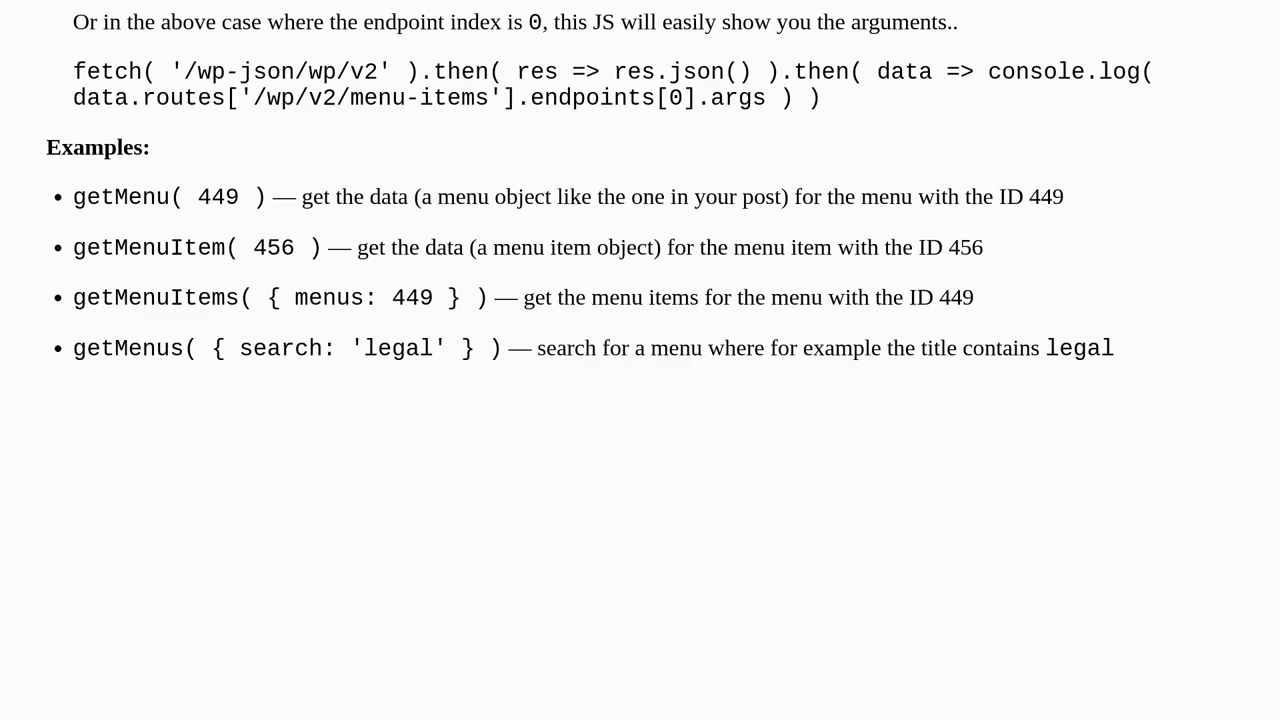 Or in the above case where the endpoint index is 0, this JS will easily show you the arguments..
fetch( '/wp-json/wp/v2' ).then( res => res.json() ).then( data => console.log(
data.routes['/wp/v2/menu-items'].endpoints[0].args ) )
Examples:
• getMenu( 449 ) — get the data (a menu object like the one in your post) for the menu with the ID 449
• getMenuItem( 456 ) — get the data (a menu item object) for the menu item with the ID 456
• getMenuItems( { menus: 449 } ) — get the menu items for the menu with the ID 449
• getMenus( { search: 'legal' } ) — search for a menu where for example the title contains legal